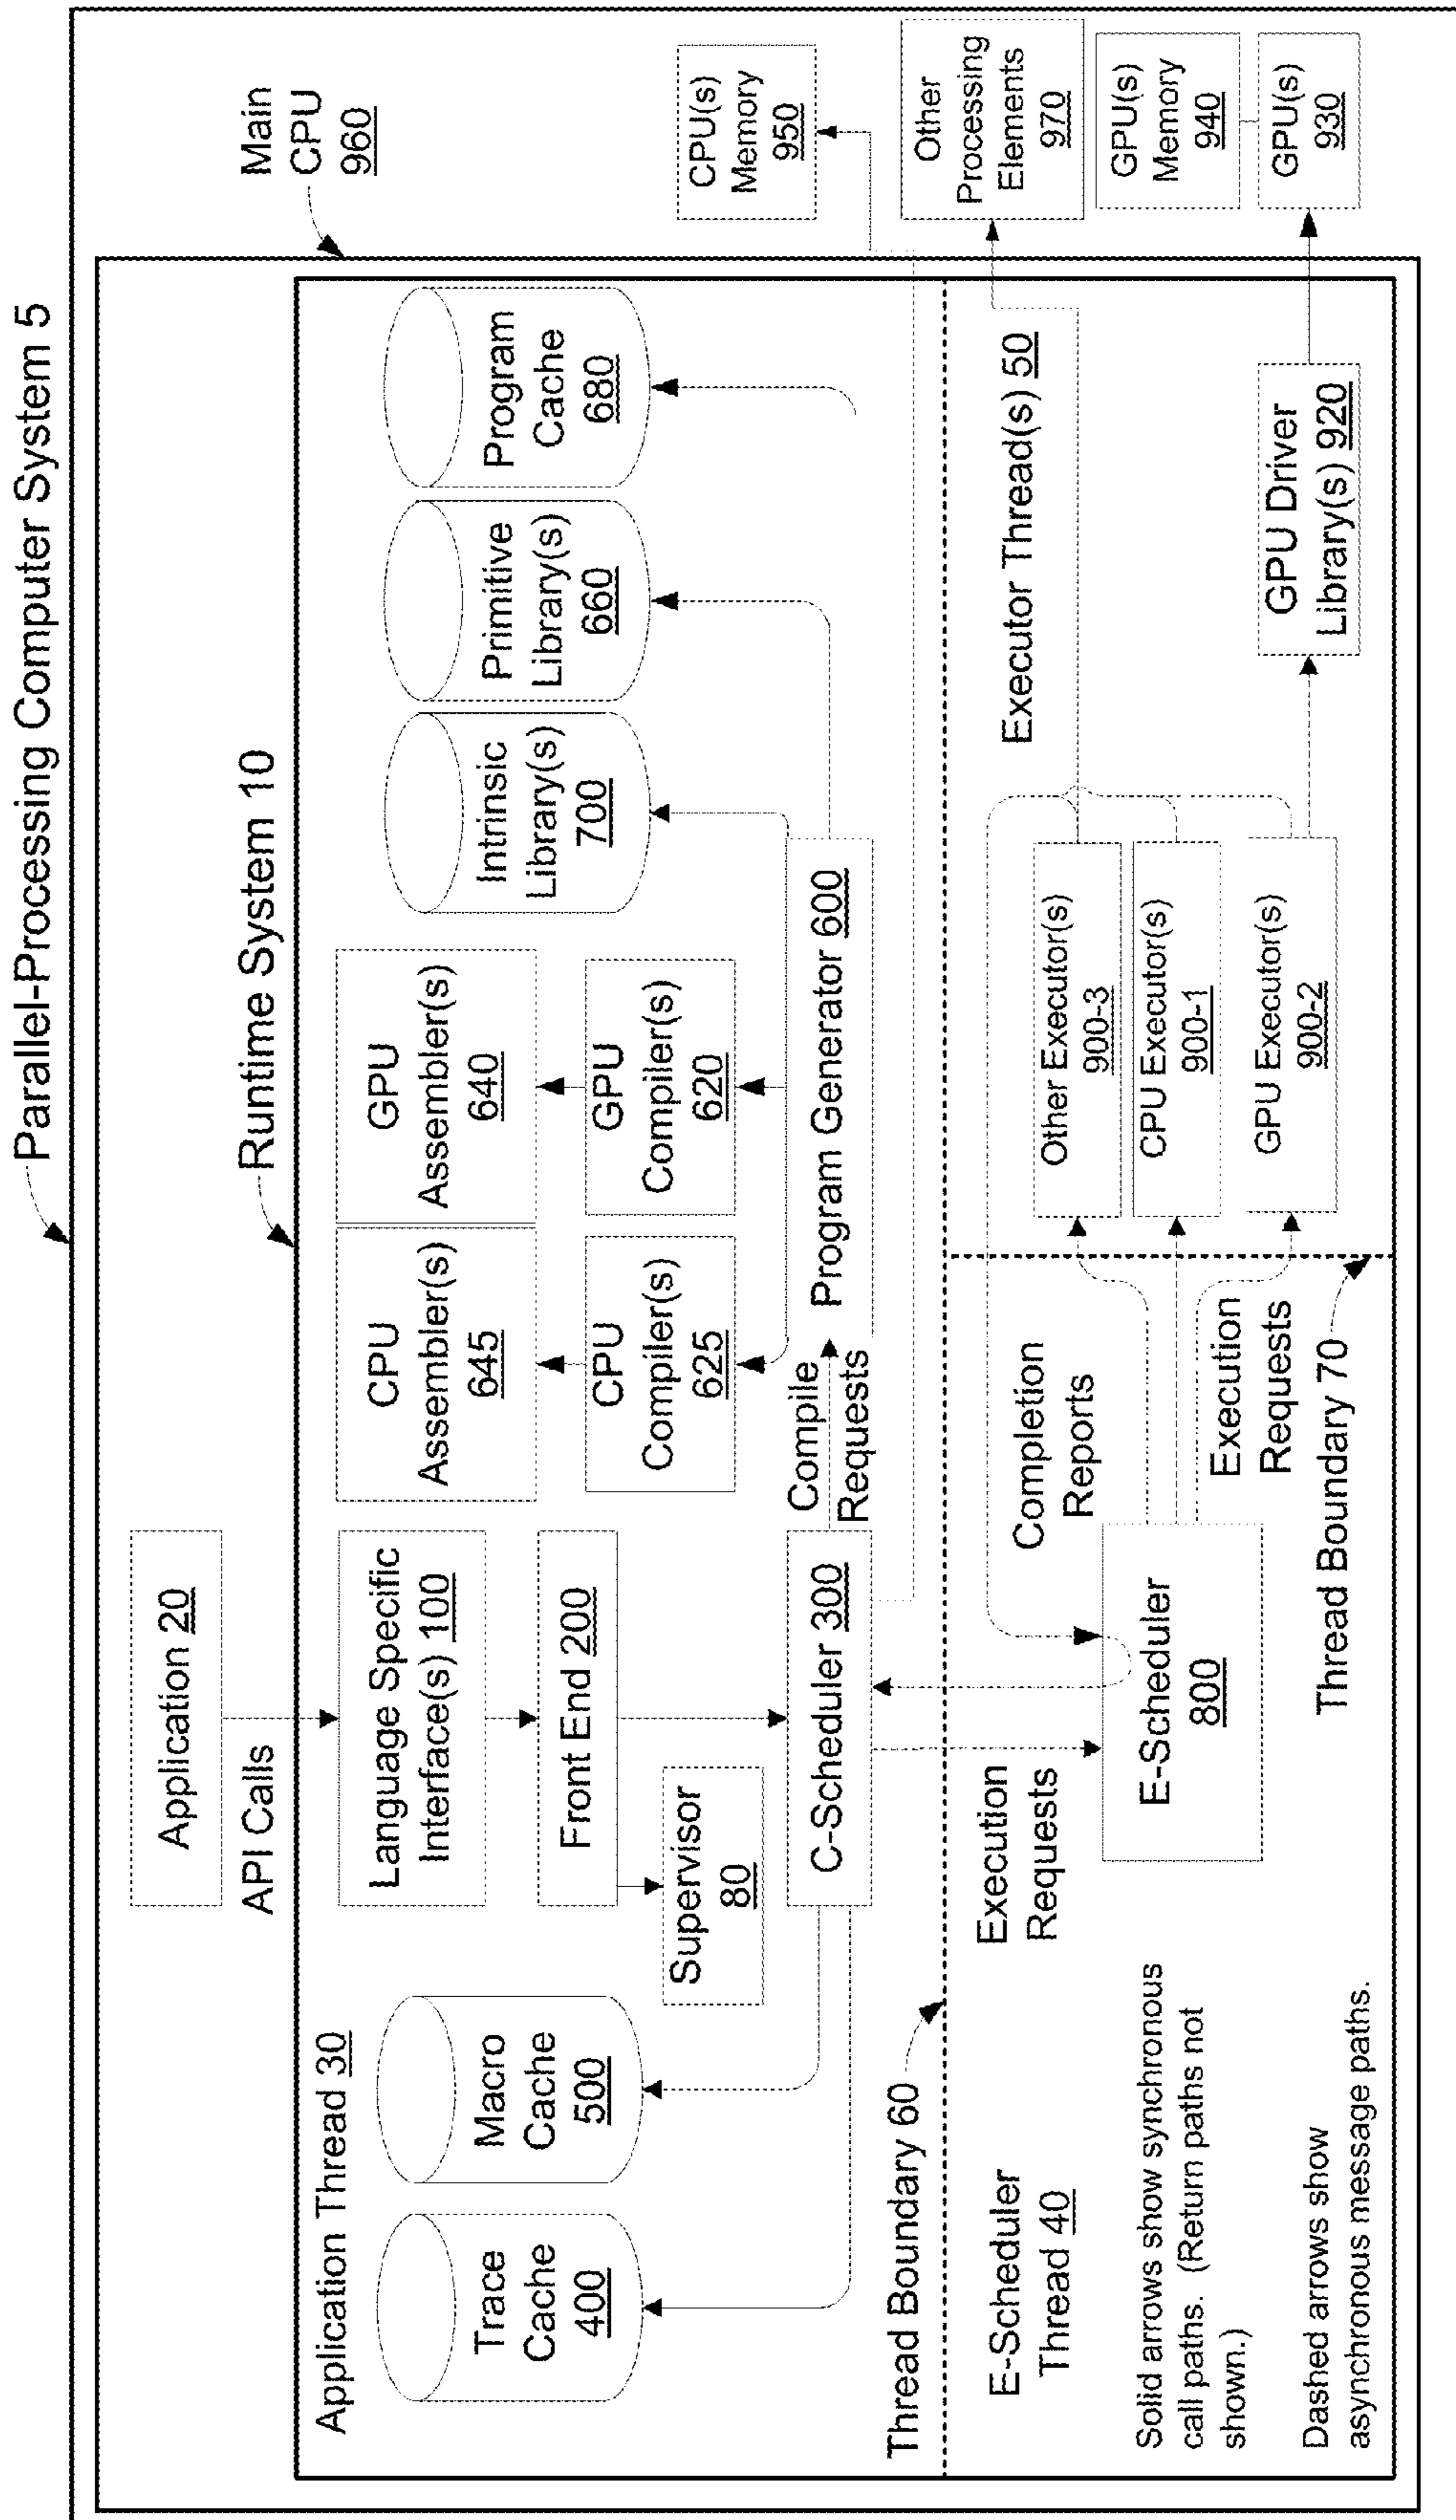 Parallel-Processing Computer System 5
Main
CPU
960
Runtime System 10
Application 20
API Calls
Application Thread 30
Language Specific
Interface(s) 100
Front End 200
Supervisor
80
C-Scheduler 300
Trace
Cache
400
Macro
Cache
500
CPU
Assembler(s)
645
GPU
Assembler(s)
640
CPU
Compiler(s)
625
GPU
Compiler(s)
620
Compile
Requests
Program Generator 600
Intrinsic
Library(s)
700
Primitive
Library(s)
660
Program
Cache
680
CPU(s)
Memory
950
Other
Processing
Elements
970
GPU(s)
Memory
940
GPU(s)
930
Thread Boundary 60
E-Scheduler
Thread 40
Execution
Requests
Completion
Reports
E-Scheduler
800
Execution
Requests
Thread Boundary 70
Executor Thread(s) 50
Other Executor(s)
900-3
CPU Executor(s)
900-1
GPU Executor(s)
900-2
GPU Driver
Library(s) 920
Solid arrows show synchronous
call paths. (Return paths not
shown.)
Dashed arrows show
asynchronous message paths.